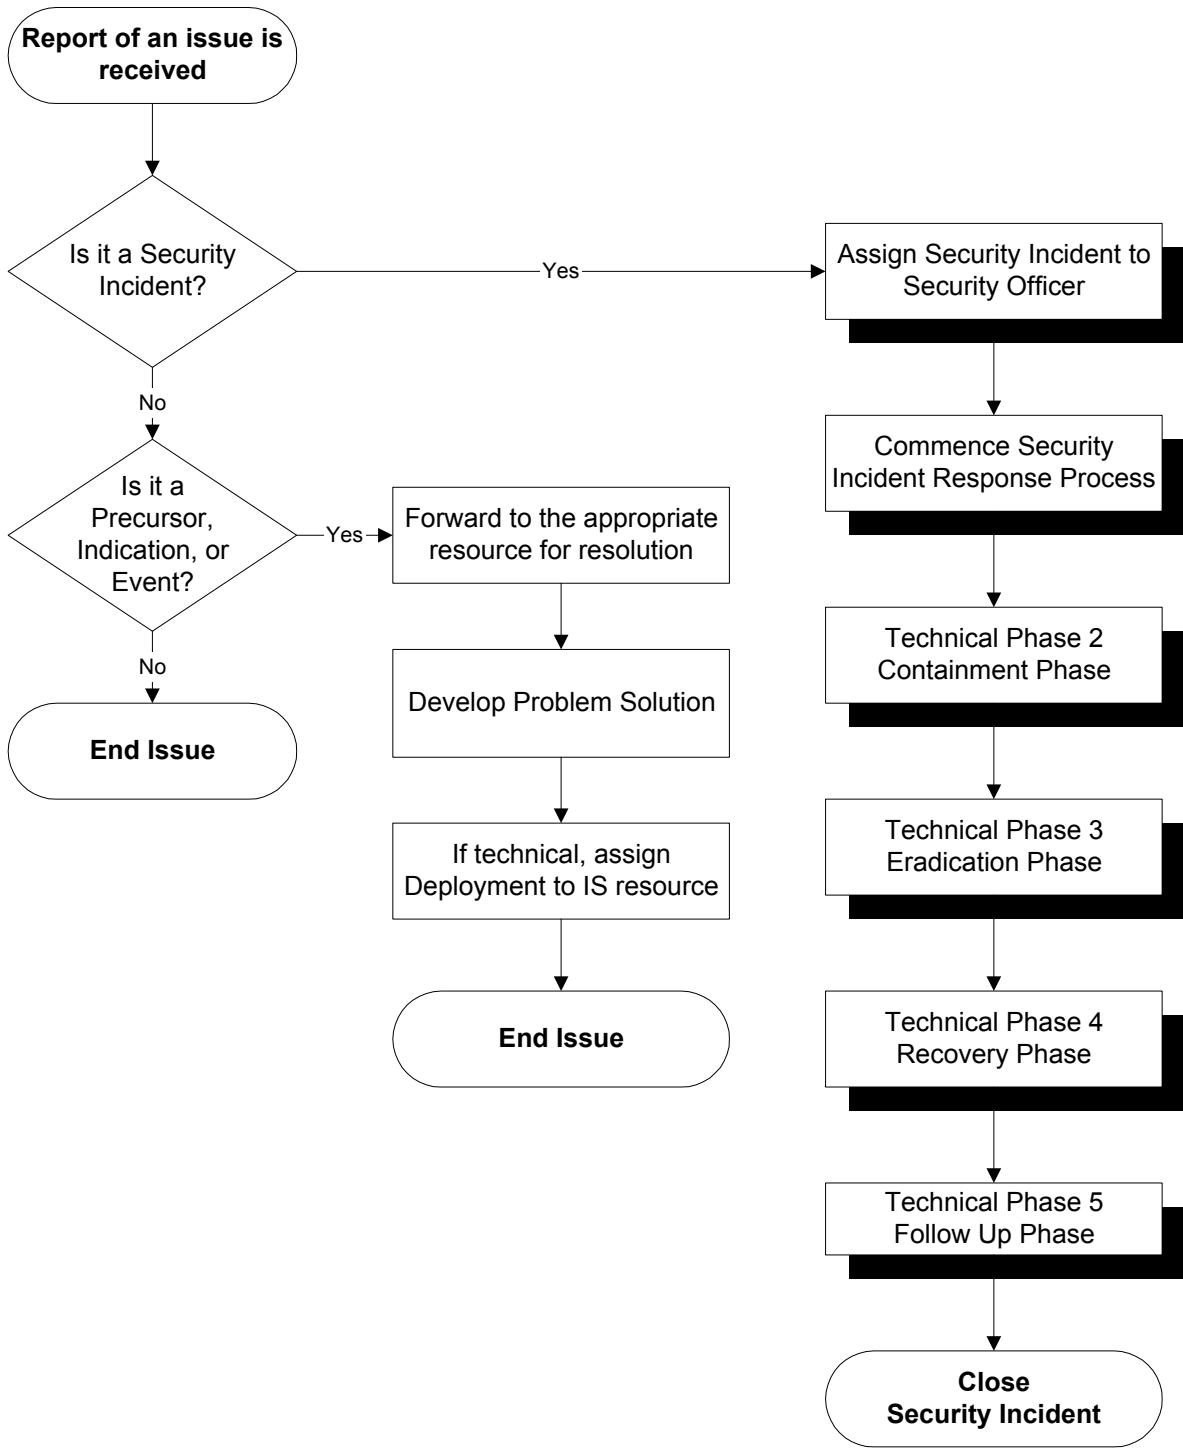 Report of an issue is
received
Is it a Security
Incident?
Yes
Assign Security Incident to
Security Officer
No
Commence Security
Incident Response Process
Is it a
Precursor,
Indication, or
Event?
Yes
Forward to the appropriate
resource for resolution
No
End Issue
Develop Problem Solution
If technical, assign
Deployment to IS resource
End Issue
Technical Phase 2
Containment Phase
Technical Phase 3
Eradication Phase
Technical Phase 4
Recovery Phase
Technical Phase 5
Follow Up Phase
Close
Security Incident